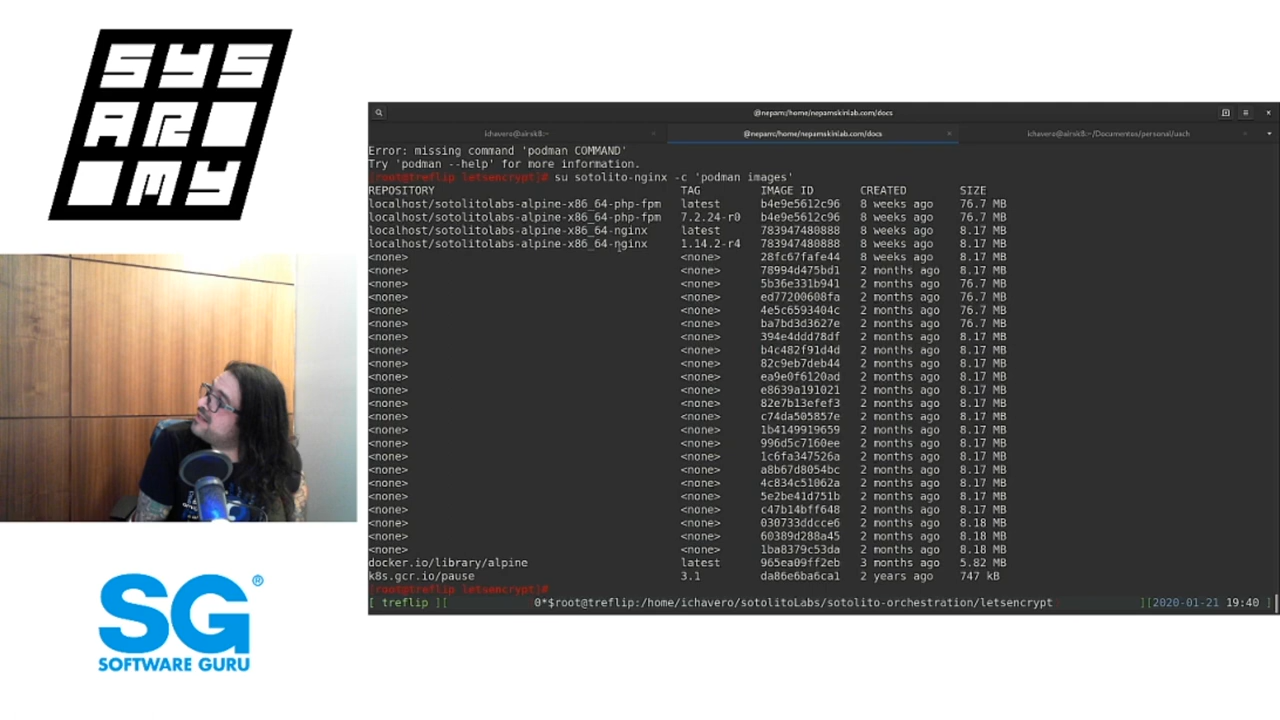 SYS
AR
MY
@nepam:/home/nepamskinlab.com/docs
ichavero@airsik8:~
@nepam:/home/nepamskinlab.com/docs
ichavero@airsik8:~/Documentos/personal/uach
Error: missing command 'podman COMMAND'
Try 'podman --help' for more information.
[root@treflip letsencrypt]# su sotolito-nginx -c 'podman images'
REPOSITORY TAG IMAGE ID CREATED SIZE
localhost/sotolitolabs-alpine-x86_64-php-fpm latest b4e9e5612c96 8 weeks ago 76.7 MB
localhost/sotolitolabs-alpine-x86_64-php-fpm 7.2.24-r0 b4e9e5612c96 8 weeks ago 76.7 MB
localhost/sotolitolabs-alpine-x86_64-nginx latest 783947480888 8 weeks ago 8.17 MB
localhost/sotolitolabs-alpine-x86_64-nginx 1.14.2-r4 783947480888 8 weeks ago 8.17 MB
<none> <none> 28fc67fafe44 8 weeks ago 8.17 MB
<none> <none> 78994d475bd1 2 months ago 8.17 MB
<none> <none> 5b36e331b941 2 months ago 76.7 MB
<none> <none> ed77200608fa 2 months ago 76.7 MB
<none> <none> 4e5c6593404c 2 months ago 76.7 MB
<none> <none> ba7bd3d3627e 2 months ago 76.7 MB
<none> <none> 394e4ddd78df 2 months ago 8.17 MB
<none> <none> b4c482f91d4d 2 months ago 8.17 MB
<none> <none> 82c9eb7deb44 2 months ago 8.17 MB
<none> <none> ea9e0f6120ad 2 months ago 8.17 MB
<none> <none> e8639a191021 2 months ago 8.17 MB
<none> <none> 82e7b13efef3 2 months ago 8.17 MB
<none> <none> c74da505857e 2 months ago 8.17 MB
<none> <none> 1b4149919659 2 months ago 8.17 MB
<none> <none> 996d5c7160ee 2 months ago 8.17 MB
<none> <none> 1c6fa347526a 2 months ago 8.17 MB
<none> <none> a8b67d8054bc 2 months ago 8.17 MB
<none> <none> 4c834c51062a 2 months ago 8.17 MB
<none> <none> 5e2be41d751b 2 months ago 8.17 MB
<none> <none> c47b14bff648 2 months ago 8.17 MB
<none> <none> 030733ddcce6 2 months ago 8.18 MB
<none> <none> 60389d288a45 2 months ago 8.18 MB
<none> <none> 1ba8379c53da 2 months ago 8.18 MB
docker.io/library/alpine latest 965ea09ff2eb 3 months ago 5.82 MB
k8s.gcr.io/pause 3.1 da86e6ba6ca1 2 years ago 747 kB
[root@treflip letsencrypt]#
[ treflip ][ 0*$root@treflip:/home/ichavero/sotolitoLabs/sotolito-orchestration/letsencrypt ][2020-01-21 19:40 ]
SG®
SOFTWARE GURU